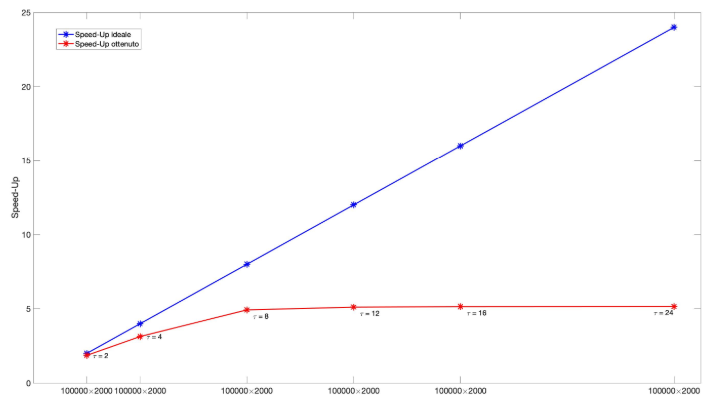 25
Speed-Up ideale
Speed-Up ottenuto
20
15
Speed-Up
10
5
0
τ = 2
τ = 4
τ = 8
τ = 12
τ = 16
τ = 24
100000×2000 100000×2000 100000×2000 100000×2000 100000×2000 100000×2000